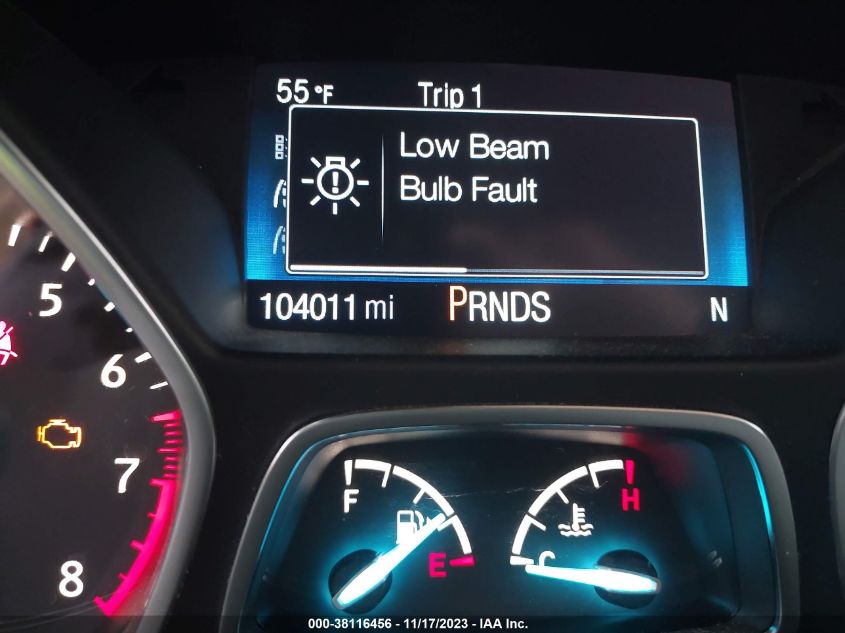 55°F Trip 1
Low Beam
Bulb Fault
104011 mi PRNDS N
5
6
7
8
F H
E C
000-38116456 - 11/17/2023 - IAA Inc.